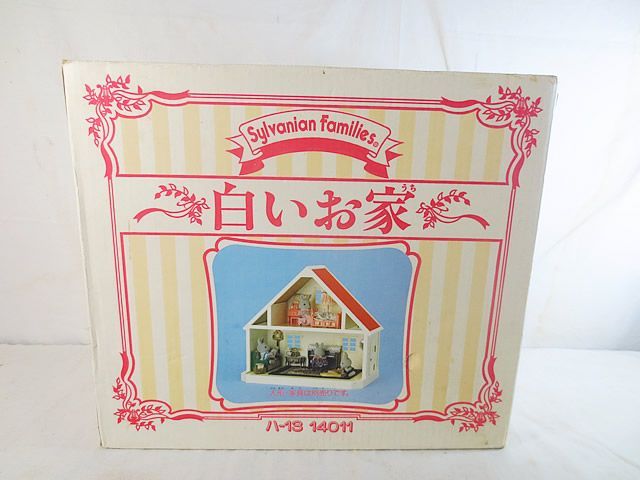 Sylvanian Families
白いお家
うち
人形・家具は別売りです。
ハ-13 14011